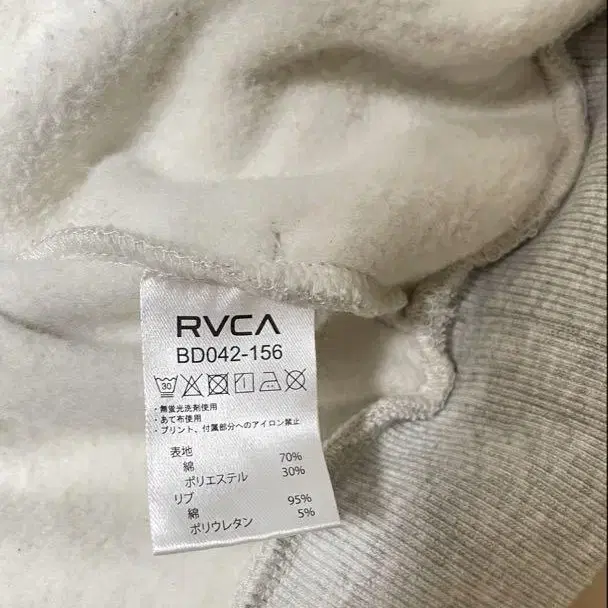 RVCA
BD042-156
30
・無蛍光洗剤使用
・あて布使用
・プリント、付属部分へのアイロン禁止
表地
綿 70%
ポリエステル 30%
リブ
綿 95%
ポリウレタン 5%